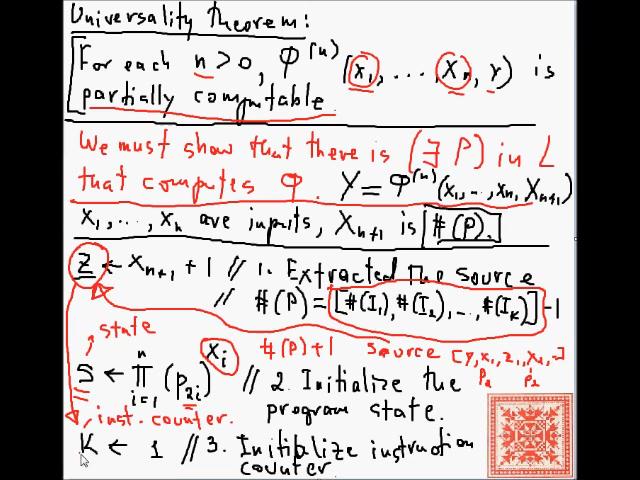 Universality Theorem:
For each n > 0, Φ^(n) (x₁, ..., xₙ, y) is
partially computable.
We must show that there is (∃ P) in L
that computes Φ. Y = Φ^(n)(x₁, .., xₙ, Xₙ₊₁)
X₁, ..., Xₙ are inputs, Xₙ₊₁ is #(P).
Z ← Xₙ₊₁ + 1 // 1. Extracted the source
// #(P) = [#(I₁), #(I₂), ..., #(Iₖ)] - 1
state
#(P)+1 source [Y, X₁, Z₁, X₂, ..]
p₂
S ← ∏ⁿᵢ₌₁ (p₂ᵢ)^Xᵢ // 2. Initialize the
program state.
inst. counter.
K ← 1 // 3. Initialize instruction
counter